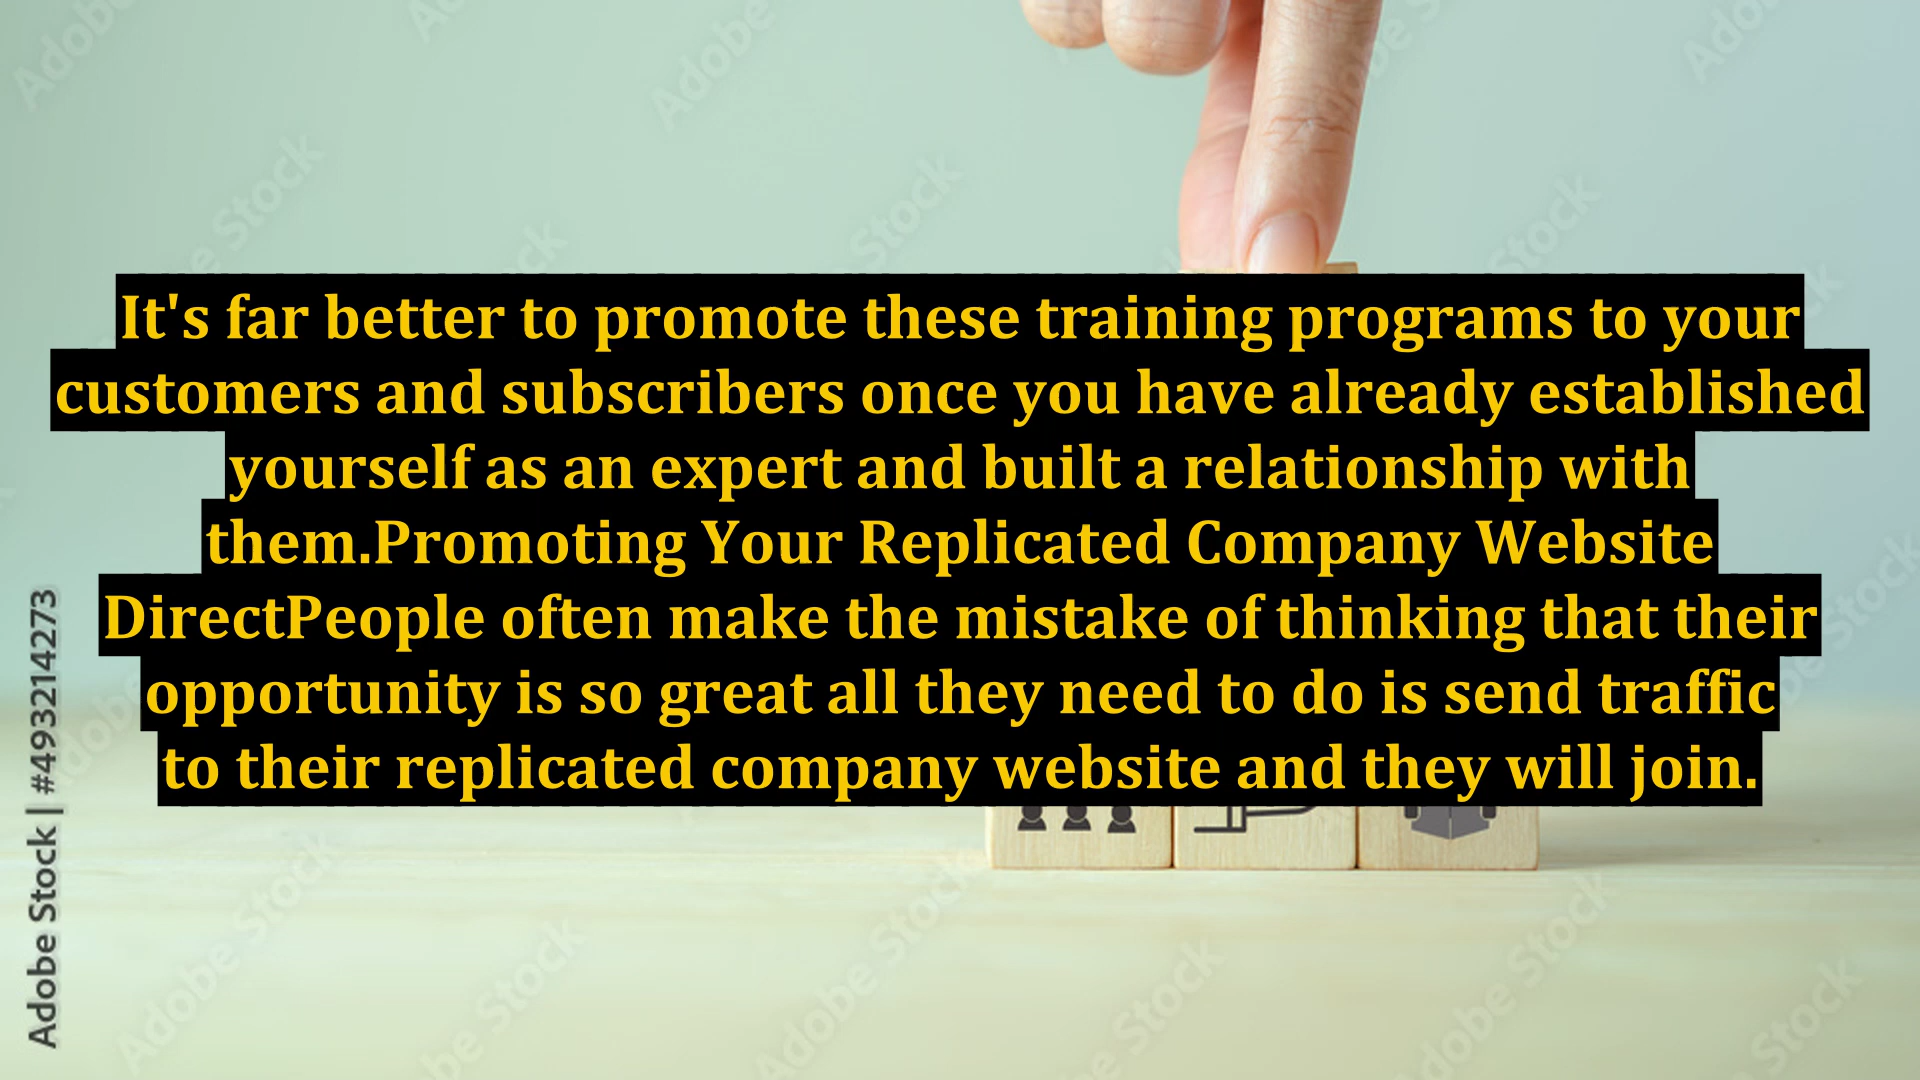 It's far better to promote these training programs to your
customers and subscribers once you have already established
yourself as an expert and built a relationship with
them.Promoting Your Replicated Company Website
DirectPeople often make the mistake of thinking that their
opportunity is so great all they need to do is send traffic
to their replicated company website and they will join.
Adobe Stock | #493214273
Adobe Stock